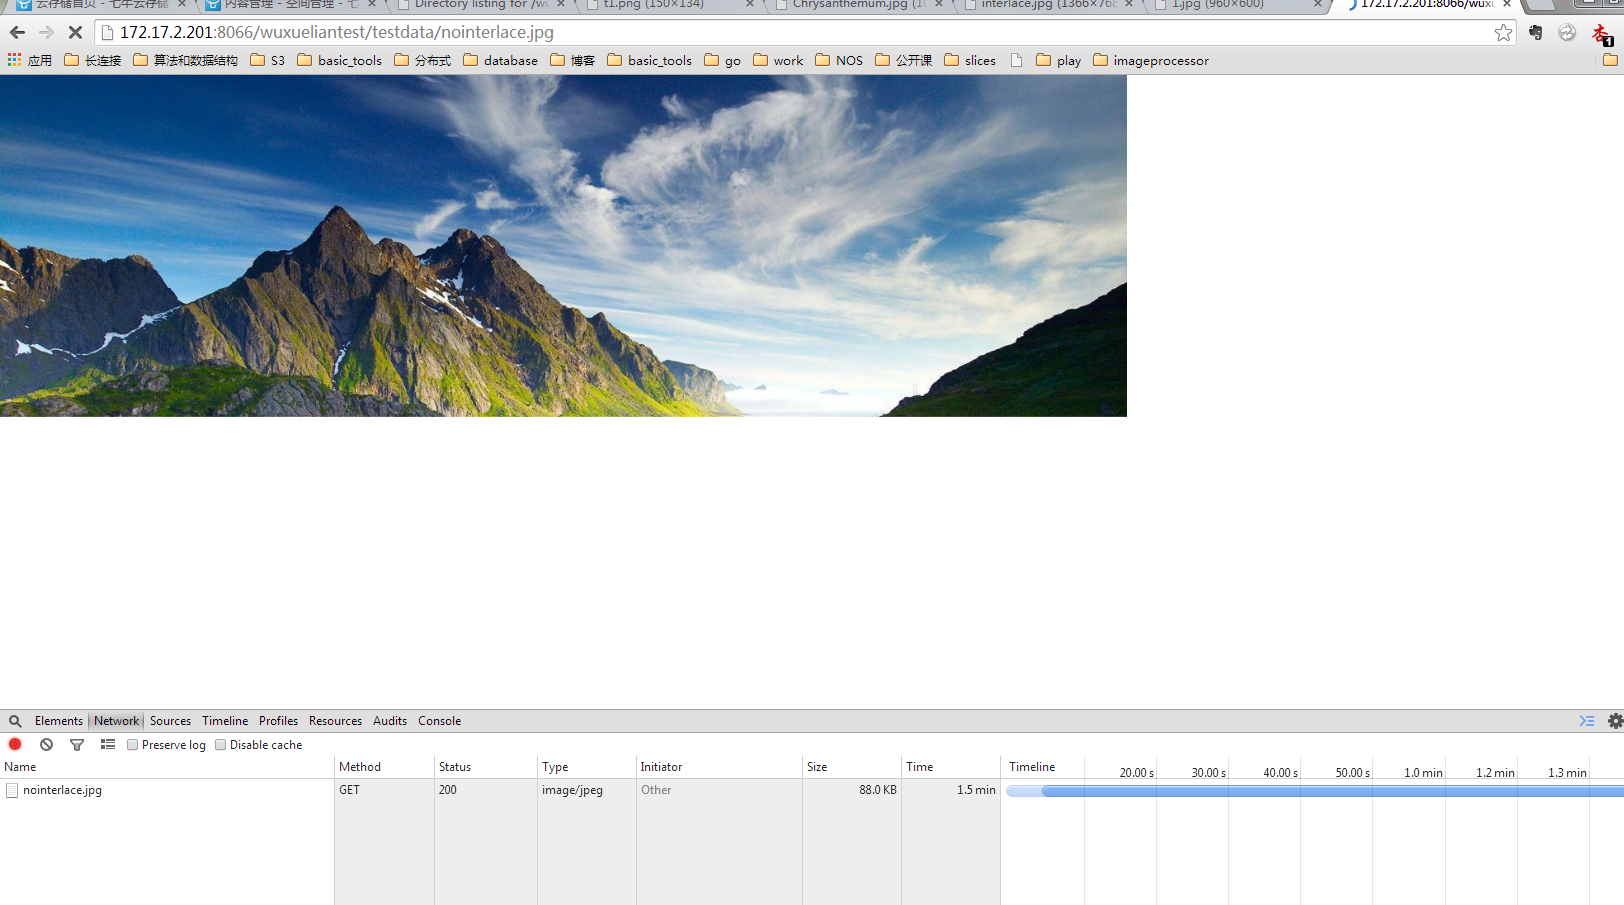 云存储首页 - 七牛云存储
内容管理 - 空间管理 - 七
Directory listing for /wu
t1.png (150×134)
Chrysanthemum.jpg (10
interlace.jpg (1366×768
1.jpg (960×600)
172.17.2.201:8066/wuxu
172.17.2.201:8066/wuxueliantest/testdata/nointerlace.jpg
应用 长连接 算法和数据结构 S3 basic_tools 分布式 database 博客 basic_tools go work NOS 公开课 slices play imageprocessor
Elements Network Sources Timeline Profiles Resources Audits Console
Preserve log Disable cache
Name Method Status Type Initiator Size Time Timeline 20.00 s 30.00 s 40.00 s 50.00 s 1.0 min 1.2 min 1.3 min
nointerlace.jpg GET 200 image/jpeg Other 88.0 KB 1.5 min